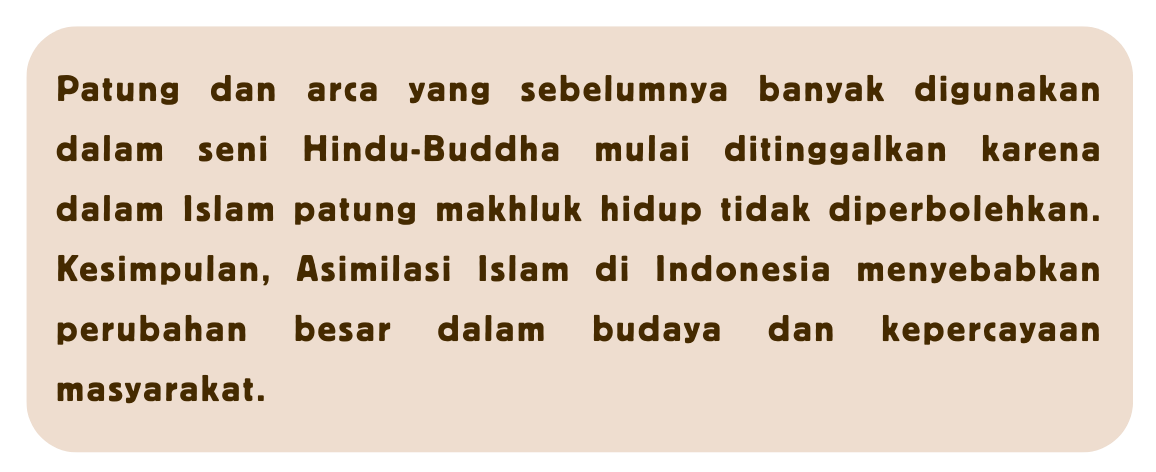 Patung dan arca yang sebelumnya banyak digunakan
dalam seni Hindu-Buddha mulai ditinggalkan karena
dalam Islam patung makhluk hidup tidak diperbolehkan.
Kesimpulan, Asimilasi Islam di Indonesia menyebabkan
perubahan besar dalam budaya dan kepercayaan
masyarakat.